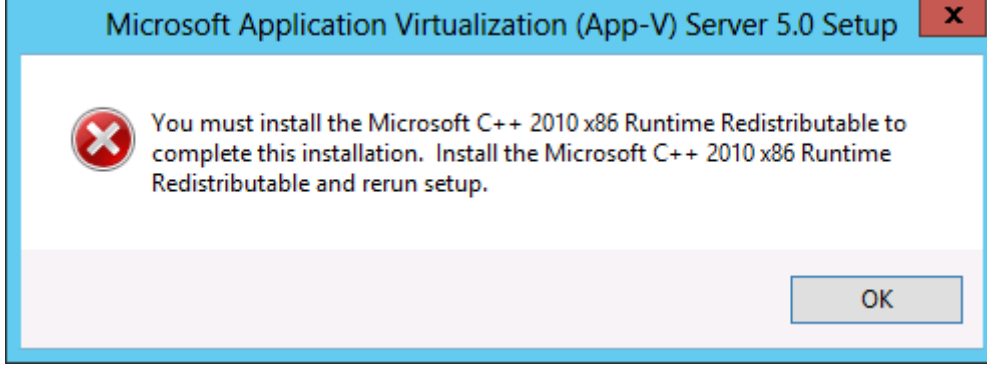 Microsoft Application Virtualization (App-V) Server 5.0 Setup
x
You must install the Microsoft C++ 2010 x86 Runtime Redistributable to
complete this installation.  Install the Microsoft C++ 2010 x86 Runtime
Redistributable and rerun setup.
OK